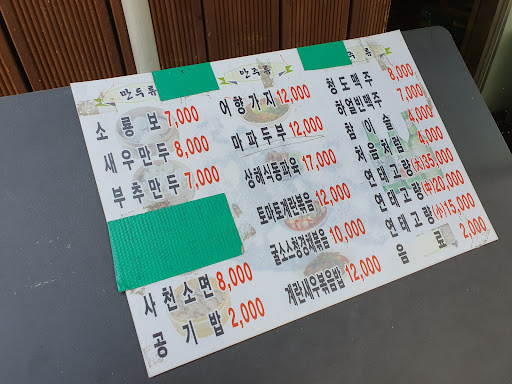 만두류
소롱보 7,000
새우만두 8,000
부추만두 7,000
사천소면 8,000
공기밥 2,000
안주류
어향가지 12,000
마파두부 12,000
상해식동파육 17,000
토마토계란볶음 12,000
굴소스청경채볶음 10,000
계란새우볶음밥 12,000
류
청도맥주 8,000
하얼빈맥주 7,000
참이슬 4,000
처음처럼 4,000
연태고량(大) 35,000
연태고량(中) 20,000
연태고량(小) 15,000
음료 2,000